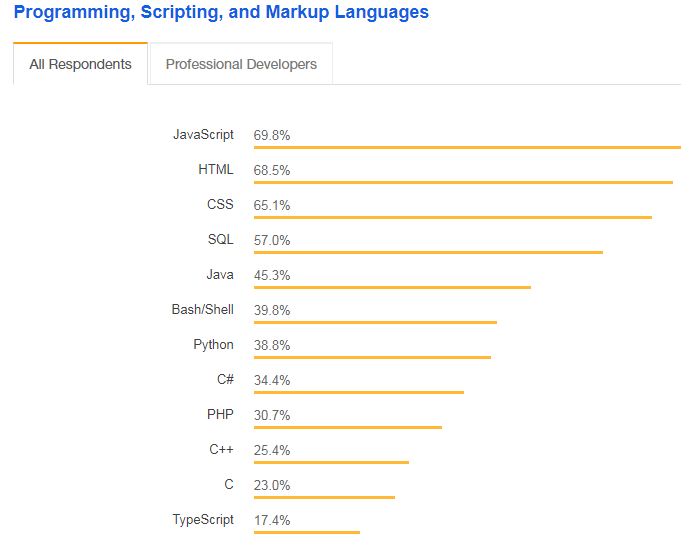 Programming, Scripting, and Markup Languages
All Respondents Professional Developers
JavaScript 69.8%
HTML 68.5%
CSS 65.1%
SQL 57.0%
Java 45.3%
Bash/Shell 39.8%
Python 38.8%
C# 34.4%
PHP 30.7%
C++ 25.4%
C 23.0%
TypeScript 17.4%